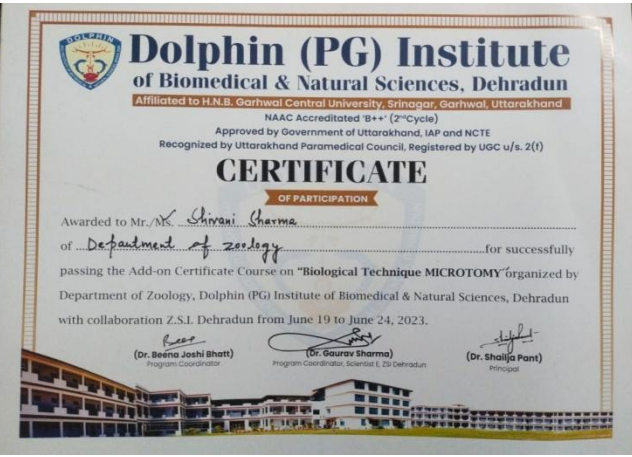 DOLPHIN
Dolphin (PG) Institute
of Biomedical & Natural Sciences, Dehradun
Affiliated to H.N.B. Garhwal Central University, Srinagar, Garhwal, Uttarakhand
NAAC Accredited 'B++' (2nd Cycle)
Approved by Government of Uttarakhand, IAP and NCTE
Recognized by Uttarakhand Paramedical Council, Registered by UGC u/s. 2(f)
CERTIFICATE
OF PARTICIPATION
Awarded to Mr./Ms. Shivani Sharma
of Department of zoology for successfully
passing the Add-on Certificate Course on "Biological Technique MICROTOMY" organized by
Department of Zoology, Dolphin (PG) Institute of Biomedical & Natural Sciences, Dehradun
with collaboration Z.S.I. Dehradun from June 19 to June 24, 2023.
(Dr. Beena Joshi Bhatt) (Dr. Gaurav Sharma) (Dr. Shailja Pant)
Program Coordinator Program Coordinator, Scientist E, ZSI Dehradun Principal